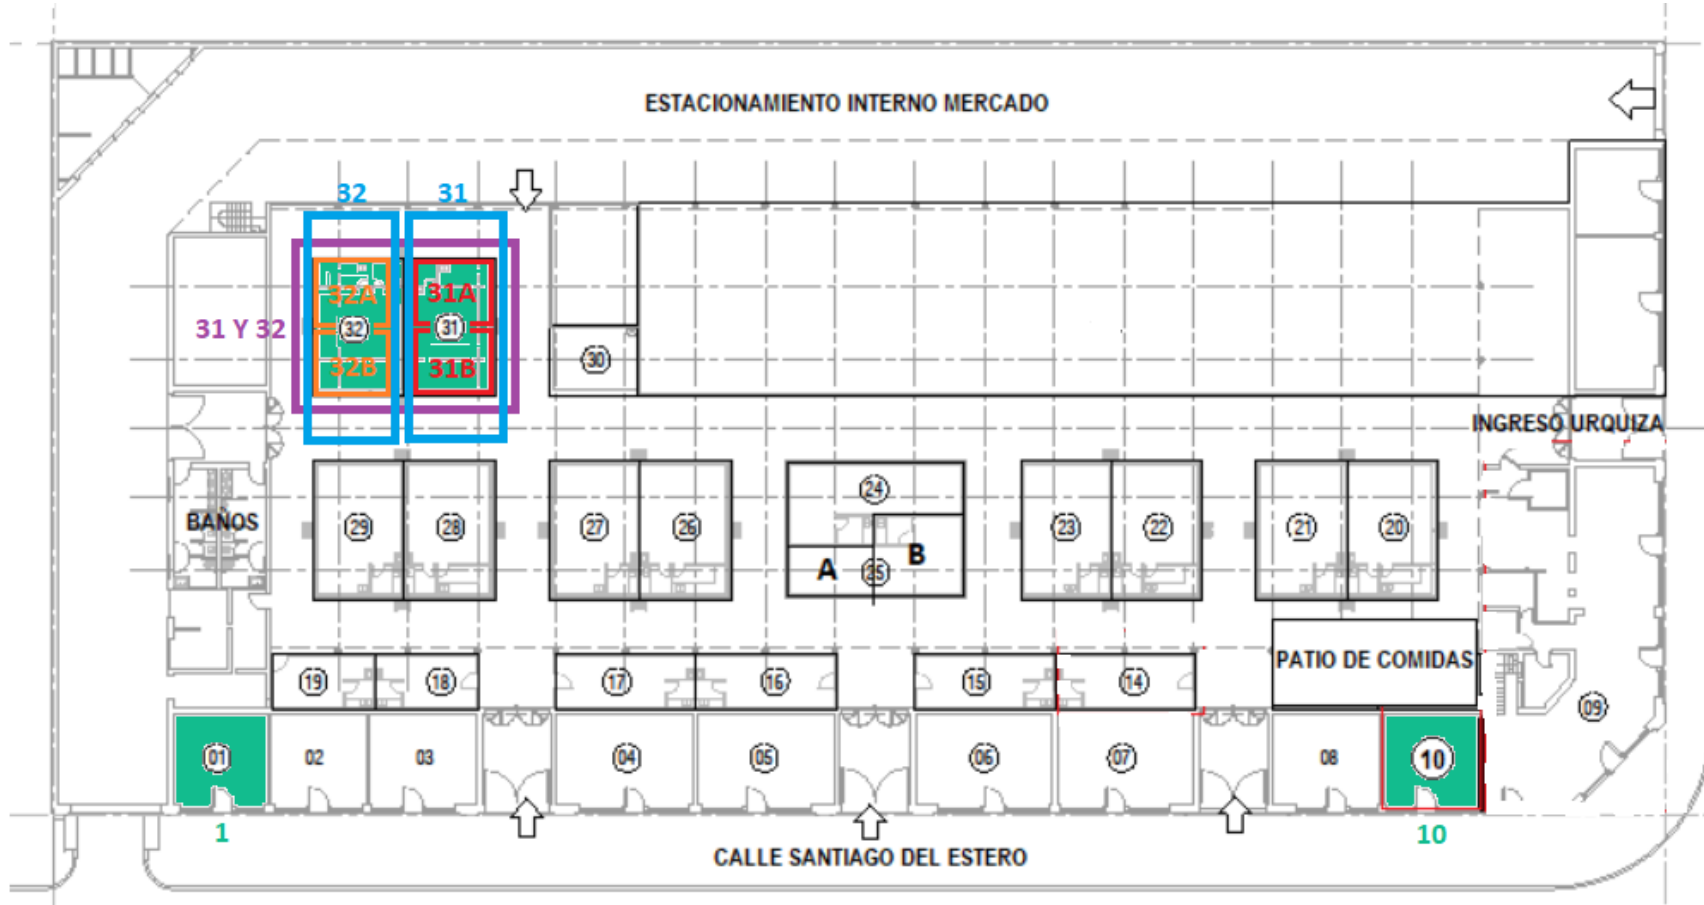 ESTACIONAMIENTO INTERNO MERCADO
32 31
32A 31A
31 Y 32 32 31
32B 31B
30
INGRESO URQUIZA
24
BAÑOS 29 28 27 26 23 22 21 20
A B
25
PATIO DE COMIDAS
19 18 17 16 15 14
09
01 02 03 04 05 06 07 08 10
1 10
CALLE SANTIAGO DEL ESTERO